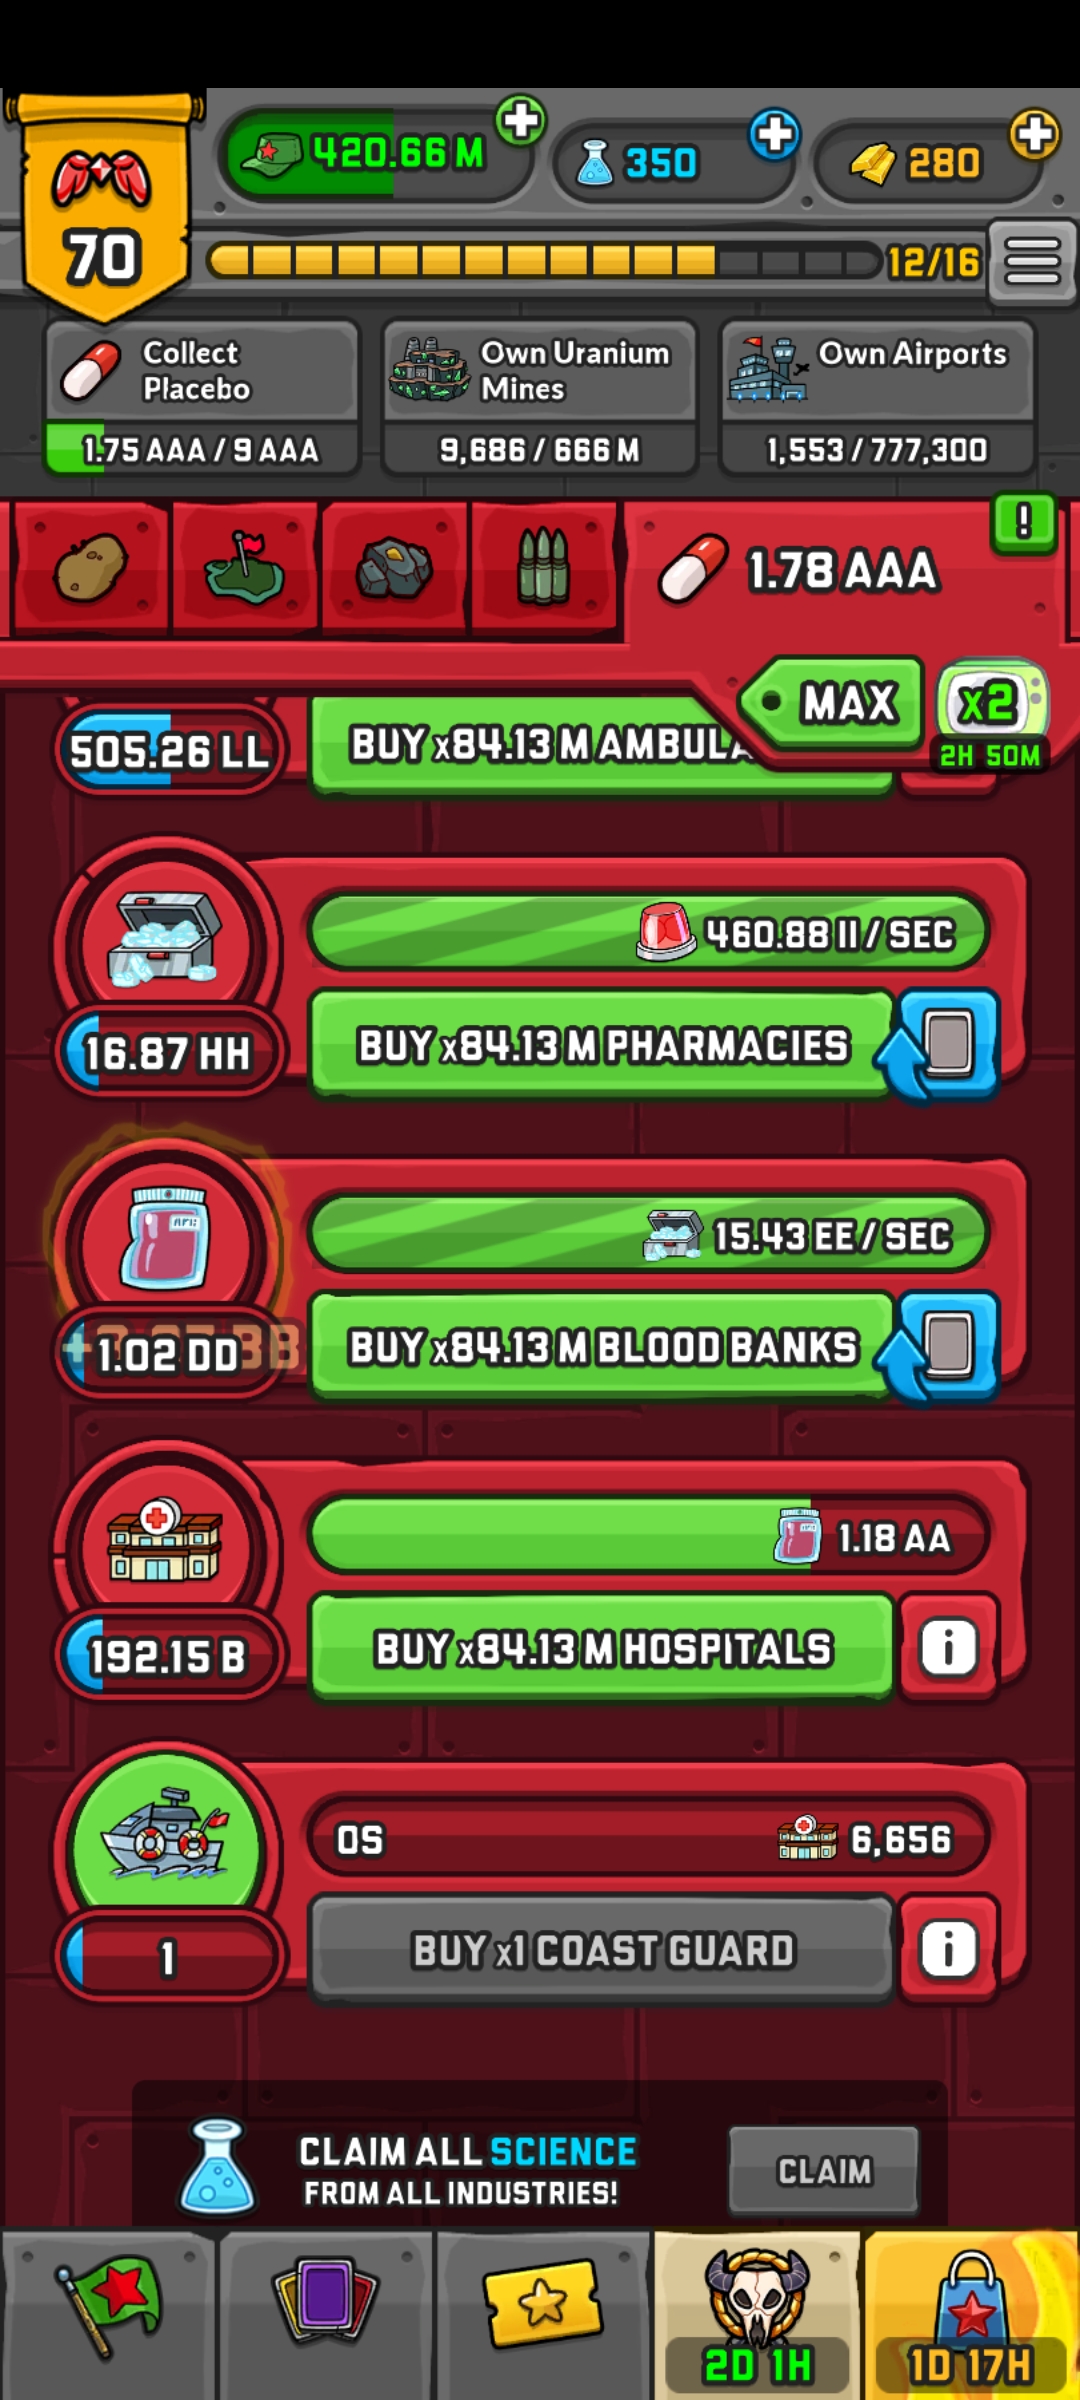 420.66 M
350
280
70
12/16
Collect
Placebo
Own Uranium
Mines
Own Airports
1.75 AAA / 9 AAA
9,686 / 666 M
1,553 / 777,300
!
1.78 AAA
MAX
x2
2H 50M
505.26 LL
BUY x84.13 M
460.88 II / SEC
16.87 HH
BUY x84.13 M PHARMACIES
15.43 EE / SEC
1.02 DD
BUY x84.13 M BLOOD BANKS
1.18 AA
192.15 B
BUY x84.13 M HOSPITALS
i
0S
6,656
1
BUY x1 COAST GUARD
i
CLAIM ALL SCIENCE
FROM ALL INDUSTRIES!
CLAIM
2D 1H
1D 17H